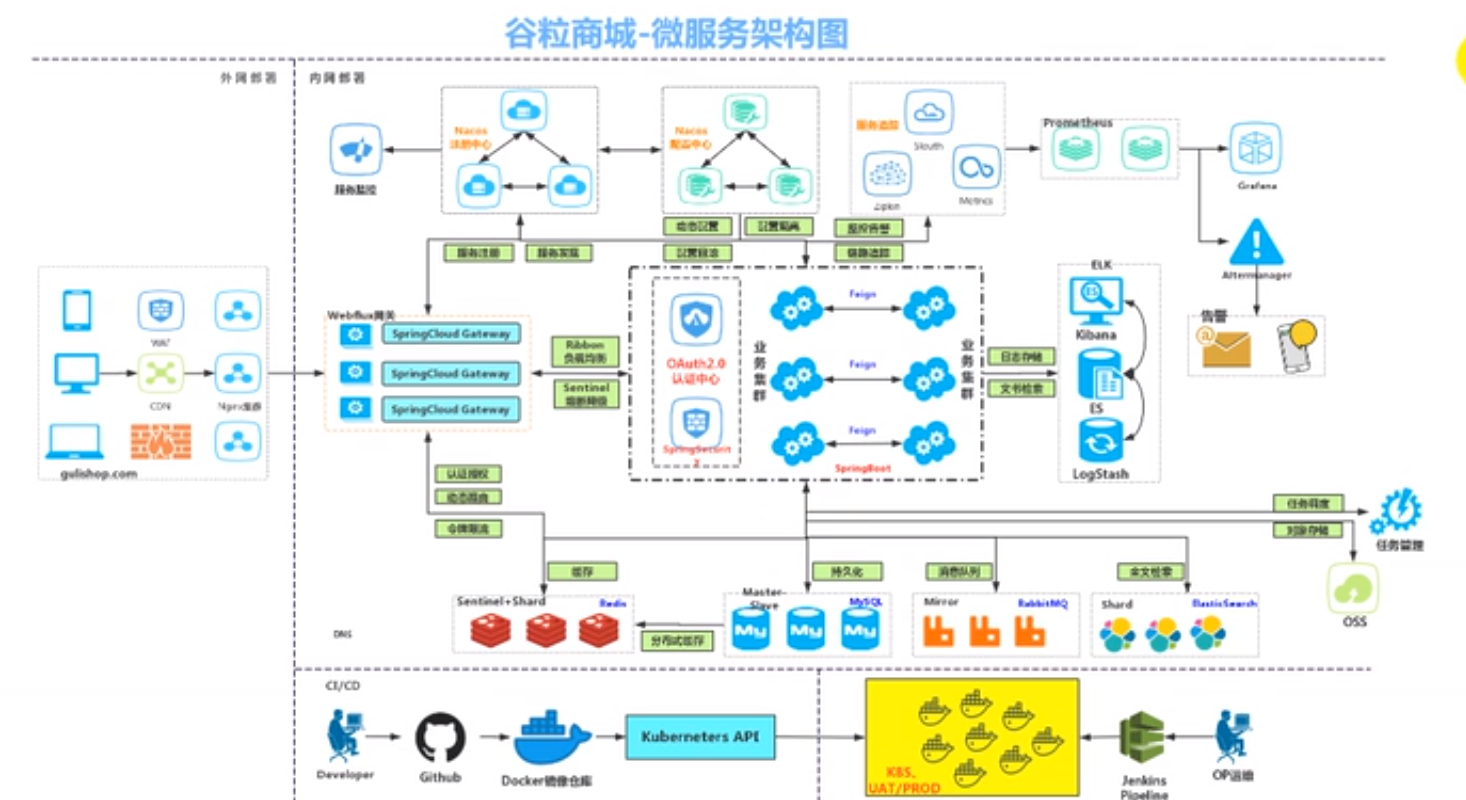 谷粒商城-微服务架构图
外网部署
内网部署
Nacos
注册中心
Nacos
配置中心
服务追踪
Slouth
Zipkin
Metrics
Prometheus
Grafana
服务监控
动态配置
配置隔离
监控告警
服务注册
服务发现
配置回滚
链路追踪
Altermanager
告警
WAF
CDN
Nginx集群
gulishop.com
Webflux网关
SpringCloud Gateway
SpringCloud Gateway
SpringCloud Gateway
Ribbon
负载均衡
Sentinel
熔断降级
OAuth2.0
认证中心
SpringSecurit
业务集群
Feign
Feign
Feign
业务集群
SpringBoot
日志存储
文书检索
ELK
Kibana
ES
LogStash
认证授权
动态路由
令牌限流
任务调度
对象存储
任务管理
OSS
缓存
持久化
消息队列
全文检索
Sentinel+Shard
Redis
Master-
Slave
MySQL
Mirror
RabbitMQ
Shard
ElasticSearch
分布式缓存
DNS
CI/CD
Developer
Github
Docker镜像仓库
Kuberneters API
K8S、
UAT/PROD
Jenkins
Pipeline
OP运维